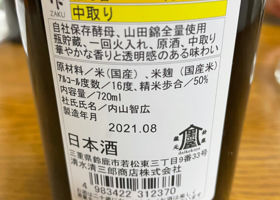 作
ZAKU
中取り
自社保存酵母、山田錦全量使用
瓶貯蔵、一回火入れ、原酒、中取り
華やかな香りと透明感のある味わい
原材料/米(国産)、米麹(国産米)
アルコール度数/16度、精米歩合/50%
内容量/720ml
杜氏/内山智広
製造年月
2021.08
日本酒
三重県鈴鹿市若松東三丁目9番33号
清水清三郎商店株式会社
4 983422 312370